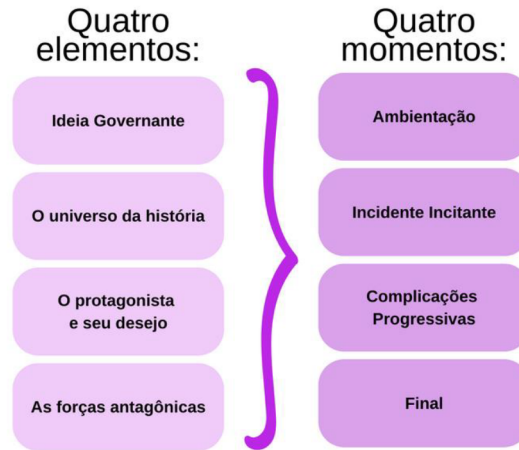 Quatro
elementos:
Ideia Governante
O universo da história
O protagonista
e seu desejo
As forças antagônicas
Quatro
momentos:
Ambientação
Incidente Incitante
Complicações
Progressivas
Final